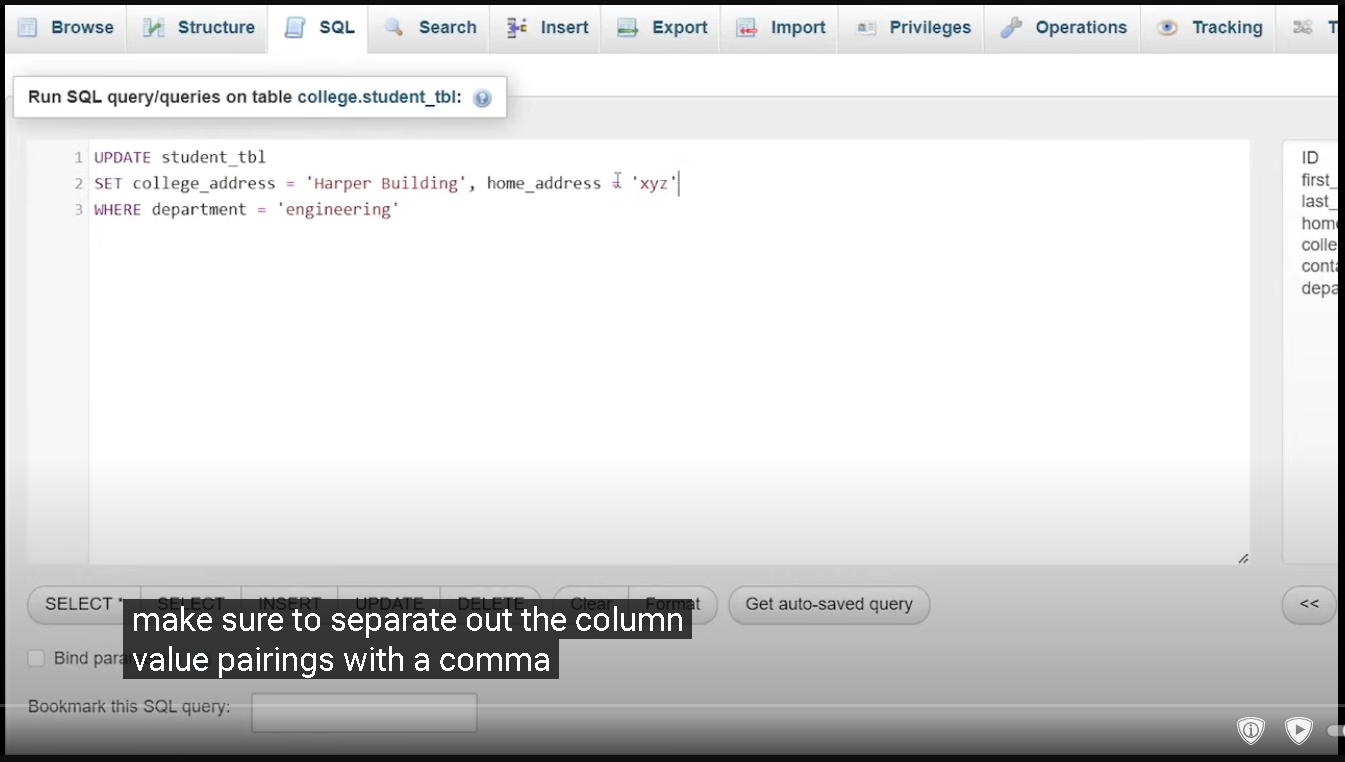 Browse Structure SQL Search Insert Export Import Privileges Operations Tracking T
Run SQL query/queries on table college.student_tbl:
1 UPDATE student_tbl
2 SET college_address = 'Harper Building', home_address = 'xyz'
3 WHERE department = 'engineering'
ID
first_
last_
home
colle
conta
depa
SELECT * SELECT INSERT UPDATE DELETE Clear Format Get auto-saved query <<
make sure to separate out the column
value pairings with a comma
Bind para
Bookmark this SQL query: